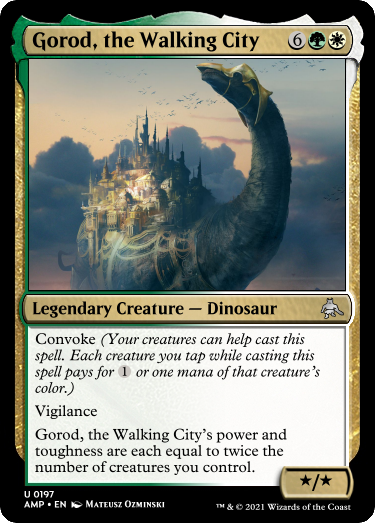 Gorod, the Walking City 6
Legendary Creature — Dinosaur
Convoke (Your creatures can help cast this
spell. Each creature you tap while casting this
spell pays for 1 or one mana of that creature's
color.)
Vigilance
Gorod, the Walking City's power and
toughness are each equal to twice the
number of creatures you control.
★/★
U 0197
AMP • EN Mateusz Ozminski
™ & © 2021 Wizards of the Coast